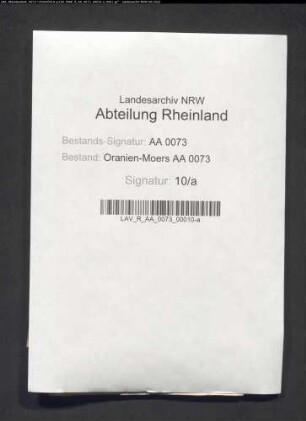 Landesarchiv NRW
Abteilung Rheinland
Bestands-Signatur: AA 0073
Bestand: Oranien-Moers AA 0073
Signatur: 10/a
LAV_R_AA_0073_00010-a